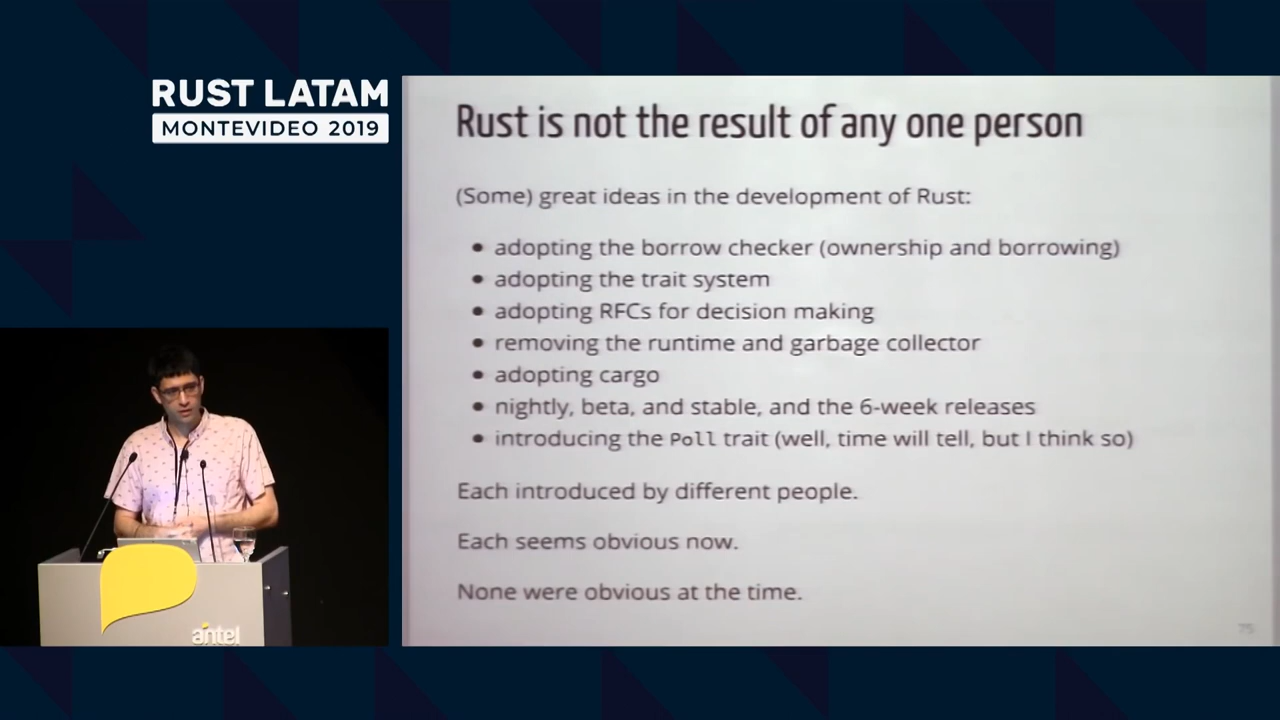 RUST LATAM
MONTEVIDEO 2019
Rust is not the result of any one person
(Some) great ideas in the development of Rust:
• adopting the borrow checker (ownership and borrowing)
• adopting the trait system
• adopting RFCs for decision making
• removing the runtime and garbage collector
• adopting cargo
• nightly, beta, and stable, and the 6-week releases
• introducing the Poll trait (well, time will tell, but I think so)
Each introduced by different people.
Each seems obvious now.
None were obvious at the time.
75
antel